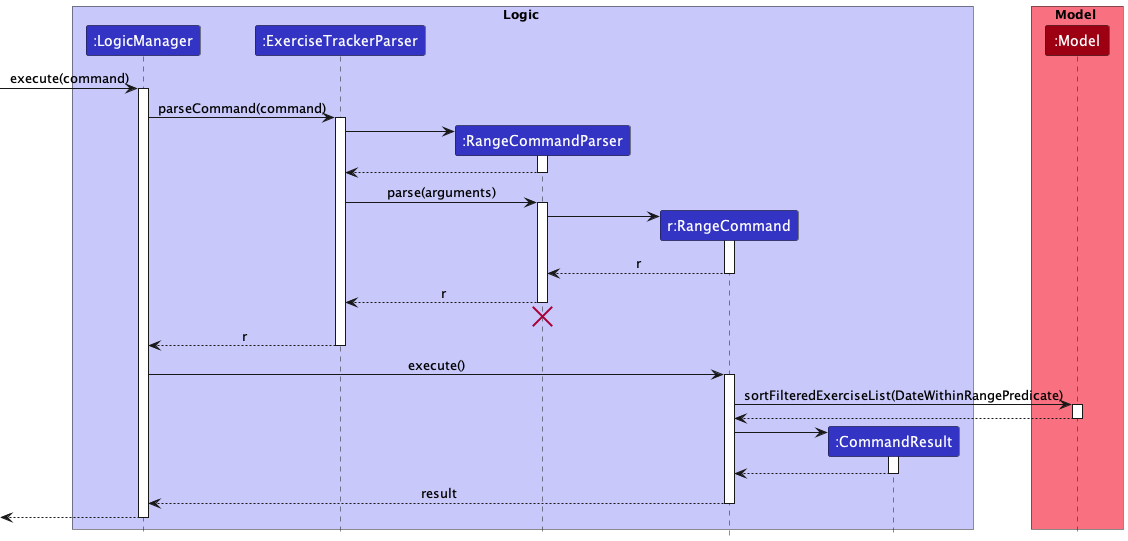 Logic
Model
:LogicManager
:ExerciseTrackerParser
:Model
execute(command)
parseCommand(command)
:RangeCommandParser
parse(arguments)
r:RangeCommand
r
r
r
execute()
sortFilteredExerciseList(DateWithinRangePredicate)
:CommandResult
result